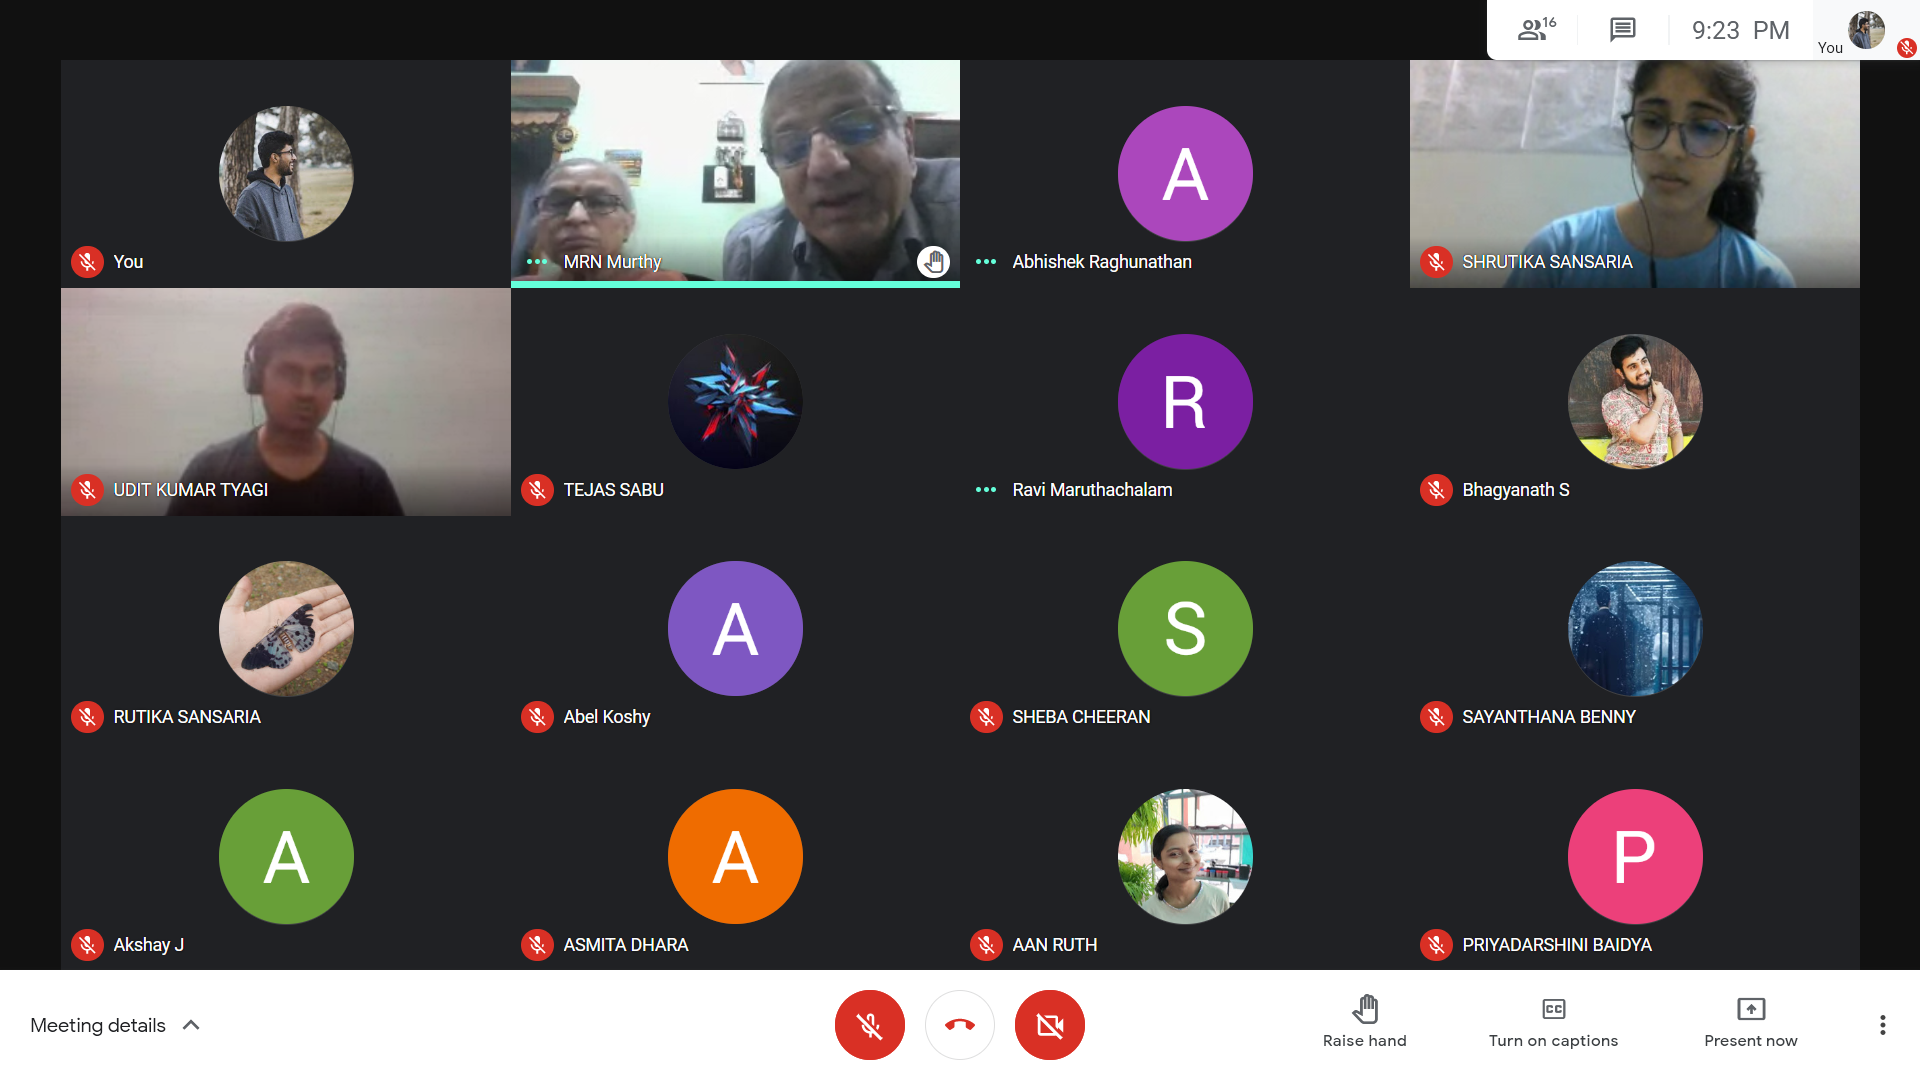 16
9:23 PM
You
You
MRN Murthy
A
Abhishek Raghunathan
SHRUTIKA SANSARIA
UDIT KUMAR TYAGI
TEJAS SABU
R
Ravi Maruthachalam
Bhagyanath S
RUTIKA SANSARIA
A
Abel Koshy
S
SHEBA CHEERAN
SAYANTHANA BENNY
A
Akshay J
A
ASMITA DHARA
AAN RUTH
P
PRIYADARSHINI BAIDYA
Meeting details
Raise hand
CC
Turn on captions
Present now